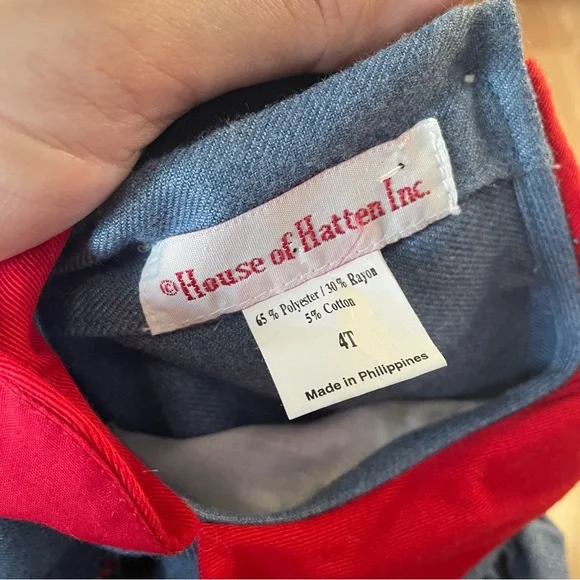 ©House of Hatten Inc.
65 % Polyester / 30 % Rayon
5% Cotton
4T
Made in Philippines